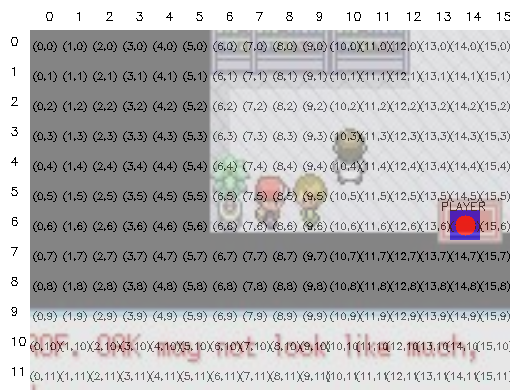 0 1 2 3 4 5 6 7 8 9 10 11 12 13 14 15
0 (0,0) (1,0) (2,0) (3,0) (4,0) (5,0) (6,0) (7,0) (8,0) (9,0) (10,0) (11,0) (12,0) (13,0) (14,0) (15,0)
1 (0,1) (1,1) (2,1) (3,1) (4,1) (5,1) (6,1) (7,1) (8,1) (9,1) (10,1) (11,1) (12,1) (13,1) (14,1) (15,1)
2 (0,2) (1,2) (2,2) (3,2) (4,2) (5,2) (6,2) (7,2) (8,2) (9,2) (10,2) (11,2) (12,2) (13,2) (14,2) (15,2)
3 (0,3) (1,3) (2,3) (3,3) (4,3) (5,3) (6,3) (7,3) (8,3) (9,3) (10,3) (11,3) (12,3) (13,3) (14,3) (15,3)
4 (0,4) (1,4) (2,4) (3,4) (4,4) (5,4) (6,4) (7,4) (8,4) (9,4) (10,4) (11,4) (12,4) (13,4) (14,4) (15,4)
5 (0,5) (1,5) (2,5) (3,5) (4,5) (5,5) (6,5) (7,5) (8,5) (9,5) (10,5) (11,5) (12,5) (13,5) (14,5) (15,5)
PLAYER
6 (0,6) (1,6) (2,6) (3,6) (4,6) (5,6) (6,6) (7,6) (8,6) (9,6) (10,6) (11,6) (12,6) (13,6) (15,6)
7 (0,7) (1,7) (2,7) (3,7) (4,7) (5,7) (6,7) (7,7) (8,7) (9,7) (10,7) (11,7) (12,7) (13,7) (14,7) (15,7)
8 (0,8) (1,8) (2,8) (3,8) (4,8) (5,8) (6,8) (7,8) (8,8) (9,8) (10,8) (11,8) (12,8) (13,8) (14,8) (15,8)
9 (0,9) (1,9) (2,9) (3,9) (4,9) (5,9) (6,9) (7,9) (8,9) (9,9) (10,9) (11,9) (12,9) (13,9) (14,9) (15,9)
10 (0,10) (1,10) (2,10) (3,10) (4,10) (5,10) (6,10) (7,10) (8,10) (9,10) (10,10) (11,10) (12,10) (13,10) (14,10) (15,10)
ROF. OAK may not look like much,
11 (0,11) (1,11) (2,11) (3,11) (4,11) (5,11) (6,11) (7,11) (8,11) (9,11) (10,11) (11,11) (12,11) (13,11) (14,11) (15,11)